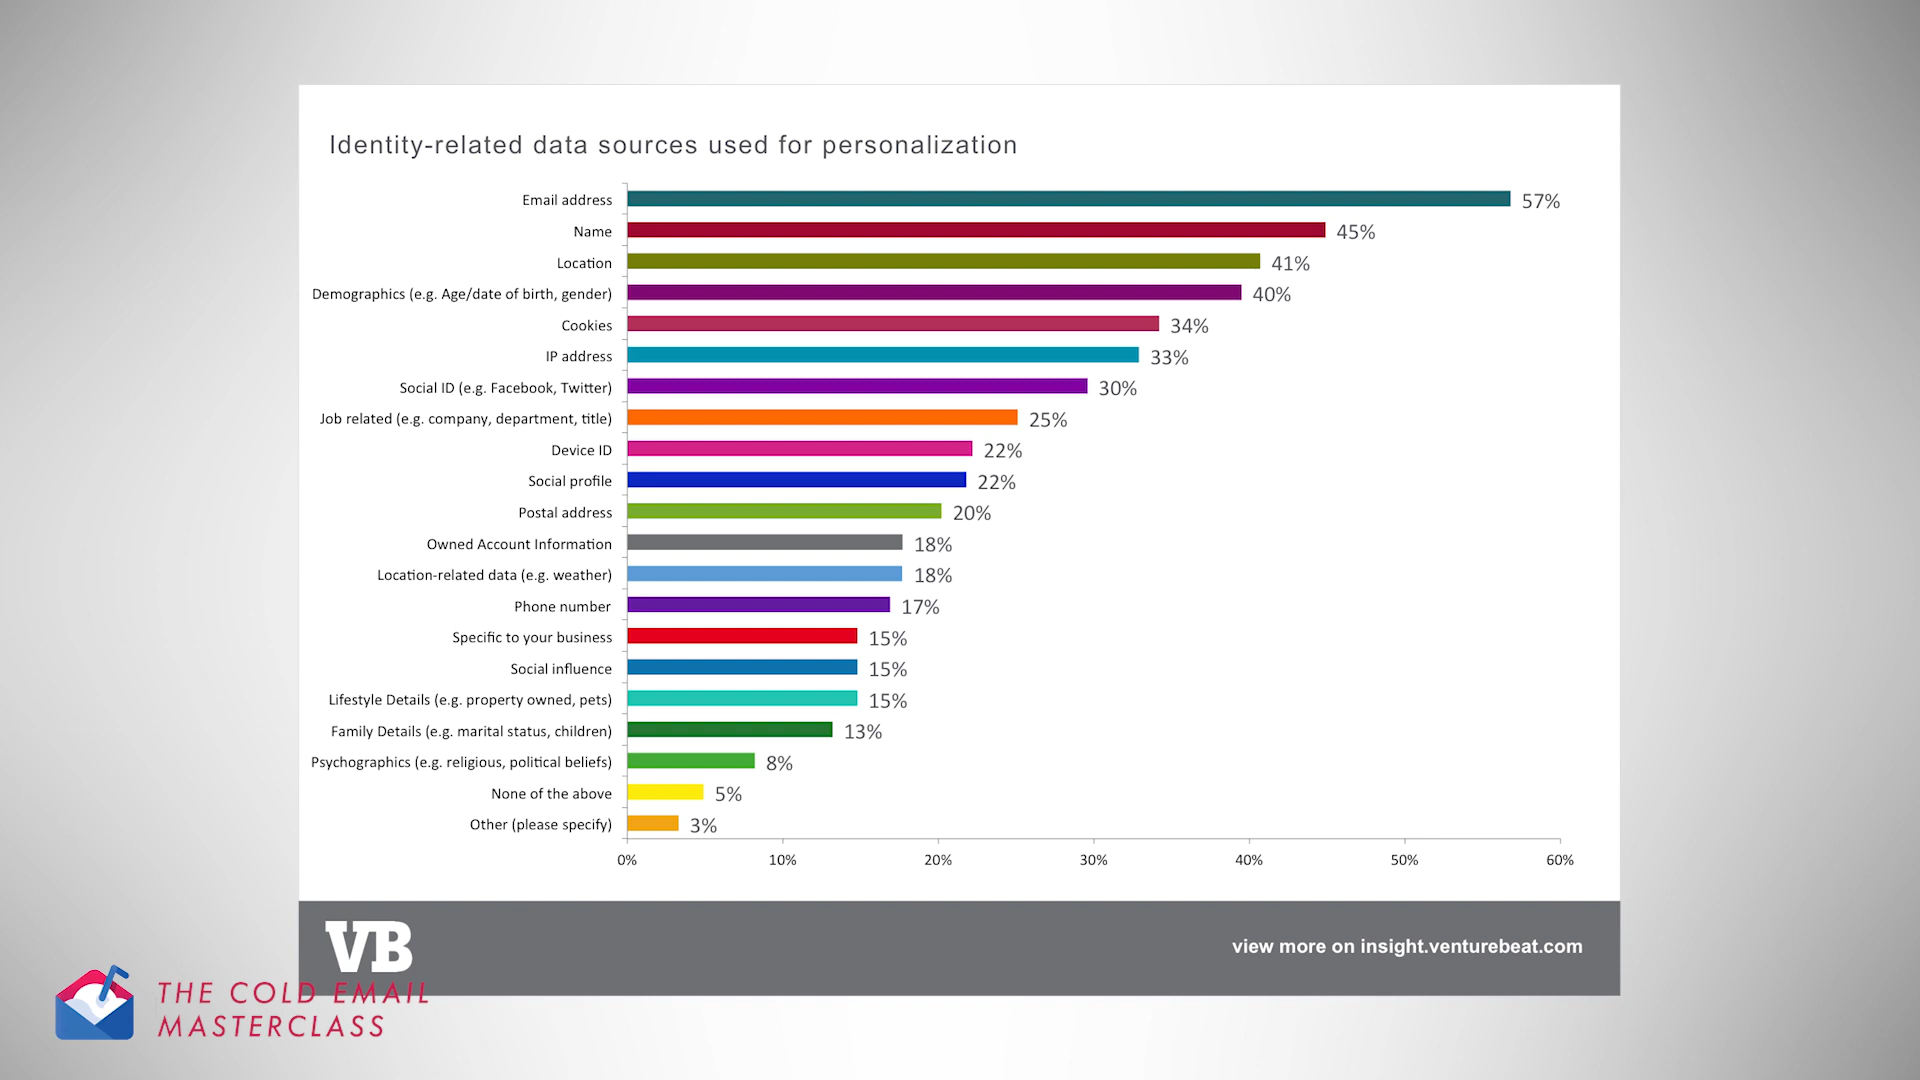 Identity-related data sources used for personalization
Email address 57%
Name 45%
Location 41%
Demographics (e.g. Age/date of birth, gender) 40%
Cookies 34%
IP address 33%
Social ID (e.g. Facebook, Twitter) 30%
Job related (e.g. company, department, title) 25%
Device ID 22%
Social profile 22%
Postal address 20%
Owned Account Information 18%
Location-related data (e.g. weather) 18%
Phone number 17%
Specific to your business 15%
Social influence 15%
Lifestyle Details (e.g. property owned, pets) 15%
Family Details (e.g. marital status, children) 13%
Psychographics (e.g. religious, political beliefs) 8%
None of the above 5%
Other (please specify) 3%
0% 10% 20% 30% 40% 50% 60%
VB
view more on insight.venturebeat.com
THE COLD EMAIL
MASTERCLASS